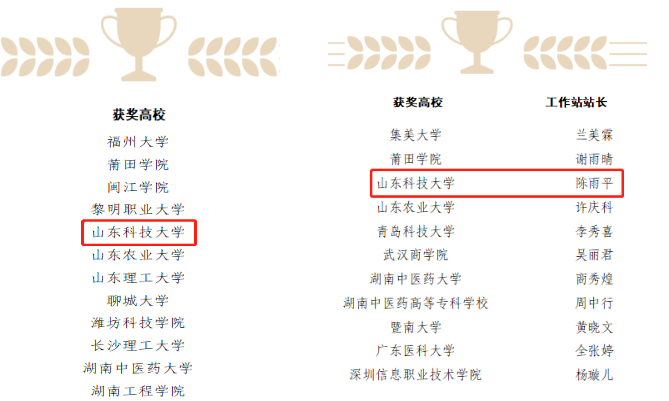 获奖高校
福州大学
莆田学院
闽江学院
黎明职业大学
山东科技大学
山东农业大学
山东理工大学
聊城大学
潍坊科技学院
长沙理工大学
湖南中医药大学
湖南工程学院
获奖高校 工作站站长
集美大学 兰美霖
莆田学院 谢雨晴
山东科技大学 陈雨平
山东农业大学 许庆科
青岛科技大学 李秀喜
武汉商学院 吴丽君
湖南中医药大学 商秀煌
湖南中医药高等专科学校 周中行
暨南大学 黄晓文
广东医科大学 全张婷
深圳信息职业技术学院 杨璇儿